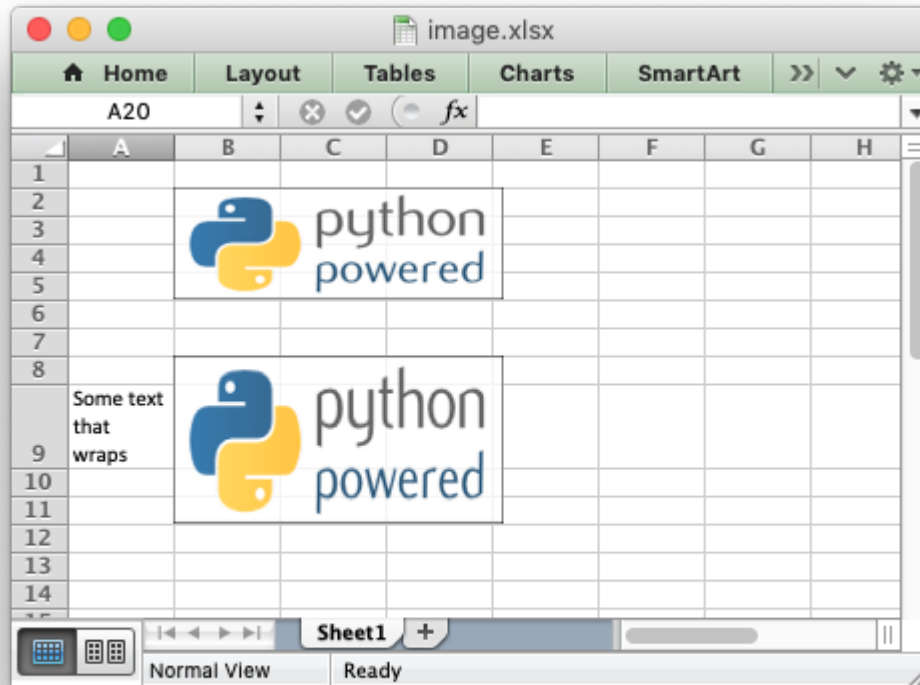 image.xlsx
Home Layout Tables Charts SmartArt
A20 fx
A B C D E F G H
1
2
3
4
5
6
7
8
9
10
11
12
13
14
python
powered
Some text
that
wraps
python
powered
Sheet1 +
Normal View Ready